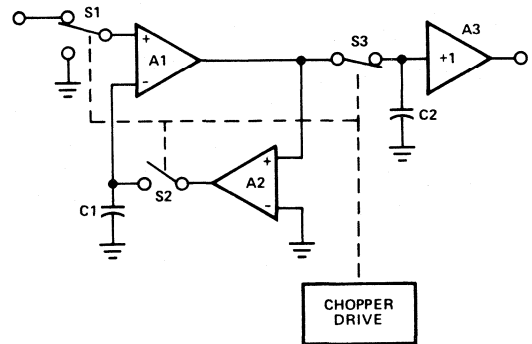 S1
A1
+
-
S3
A3
+1
C2
S2
A2
+
-
C1
CHOPPER
DRIVE